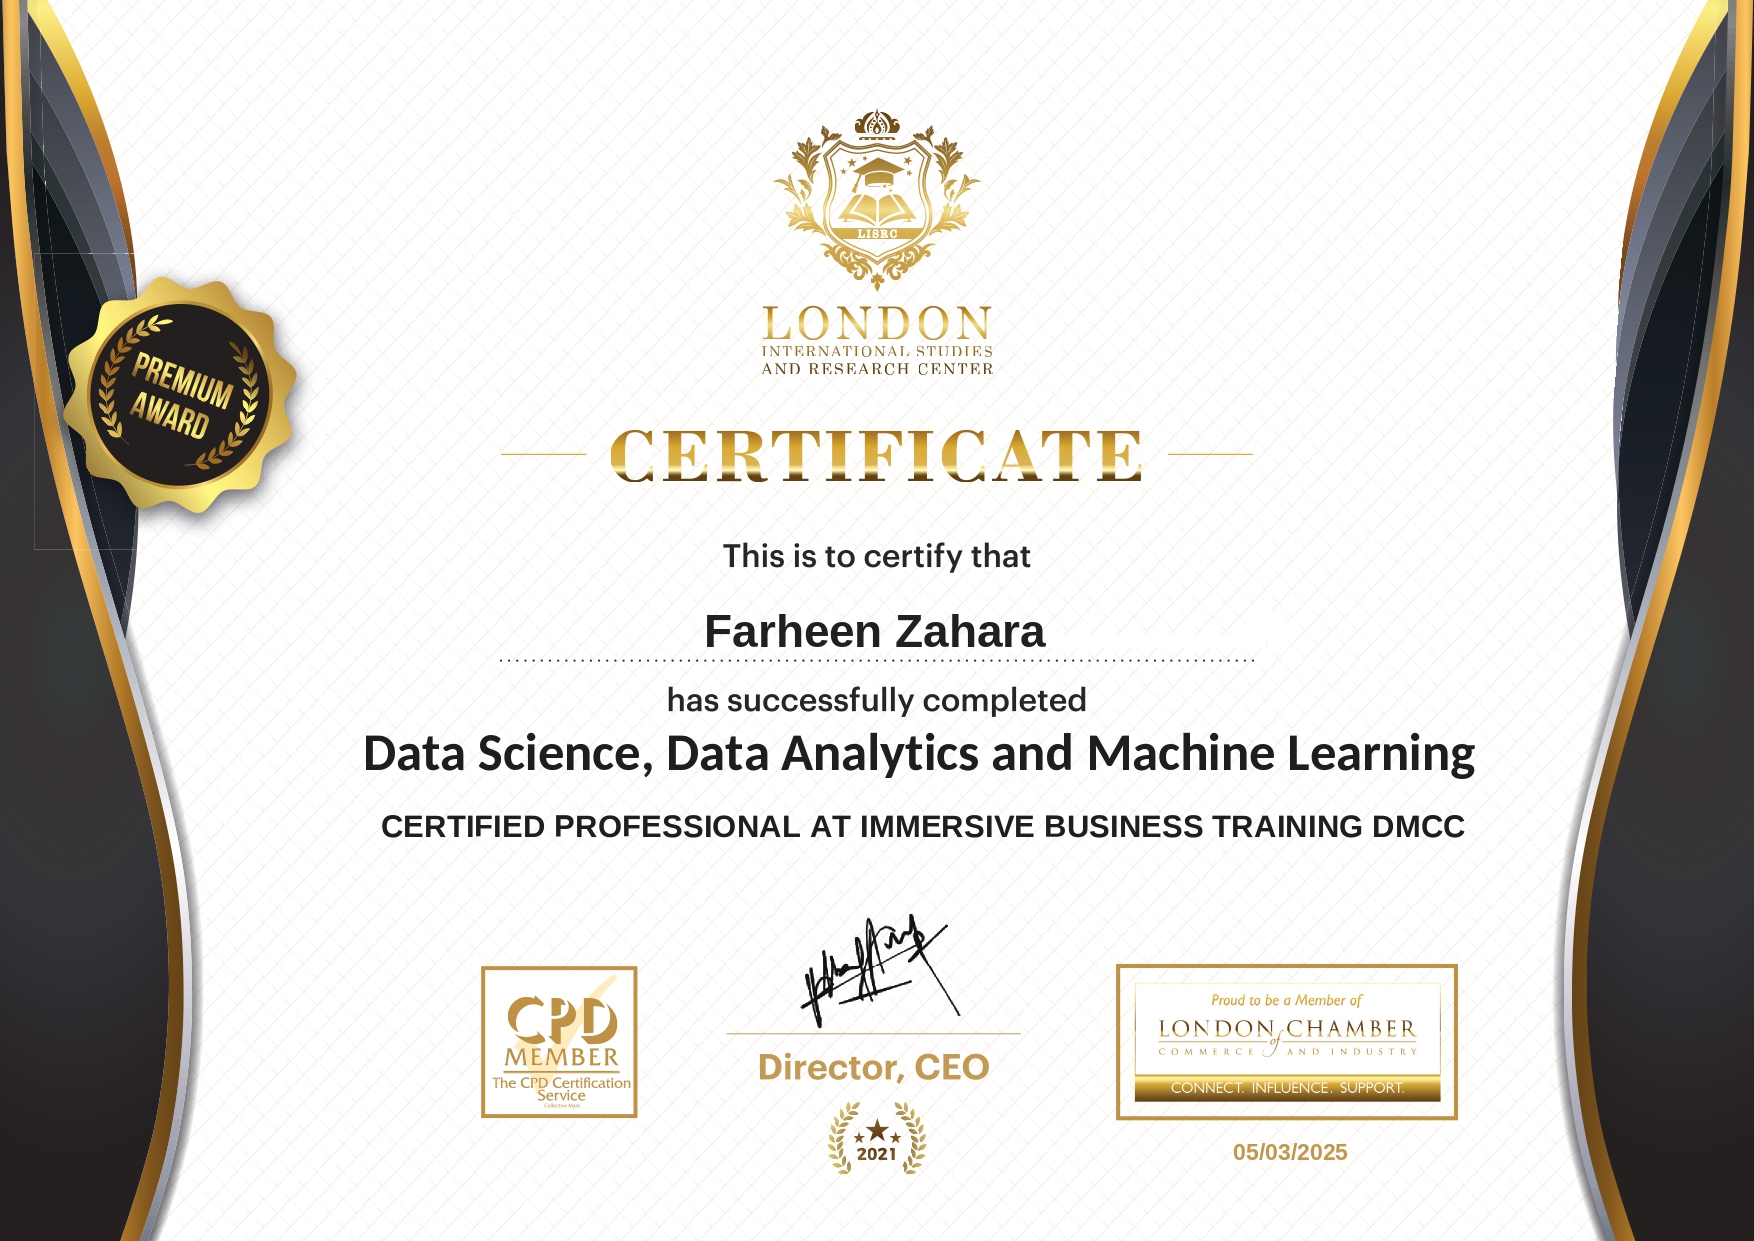 LISRC
LONDON
INTERNATIONAL STUDIES
AND RESEARCH CENTER
PREMIUM
AWARD
CERTIFICATE
This is to certify that
Farheen Zahara
has successfully completed
Data Science, Data Analytics and Machine Learning
CERTIFIED PROFESSIONAL AT IMMERSIVE BUSINESS TRAINING DMCC
CPD
MEMBER
The CPD Certification
Service
Collective Mark
Director, CEO
2021
Proud to be a Member of
LONDON CHAMBER
of
COMMERCE AND INDUSTRY
CONNECT. INFLUENCE. SUPPORT.
05/03/2025